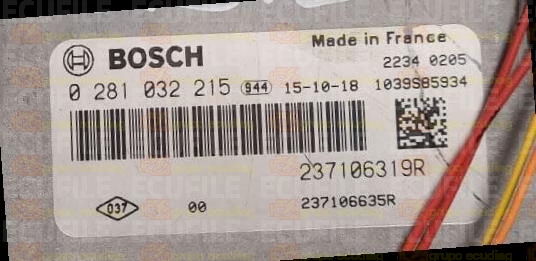 Made in France
BOSCH
2234 0205
0 281 032 215 944 15-10-18 1039S85934
237106319R
037 00 237106635R